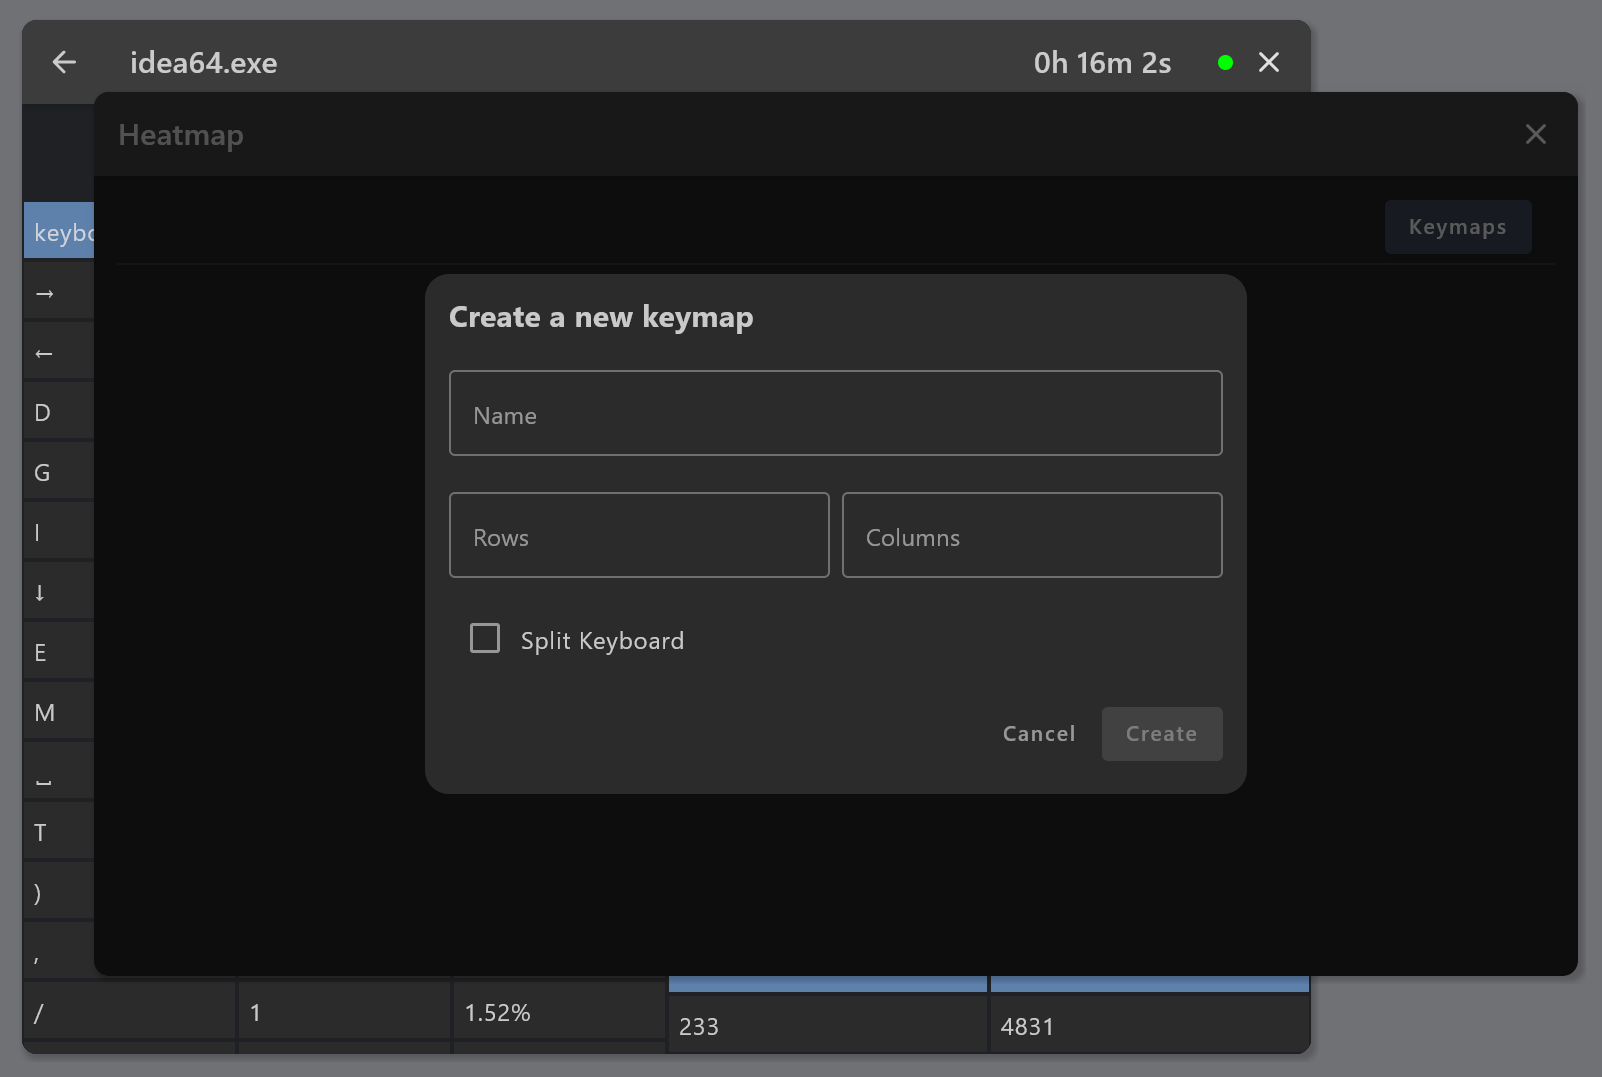 idea64.exe
0h 16m 2s
Heatmap
Keymaps
keybo
→
←
D
G
I
↓
E
M
⎵
T
)
,
/ 1 1.52% 233 4831
Create a new keymap
Name
Rows Columns
Split Keyboard
Cancel Create